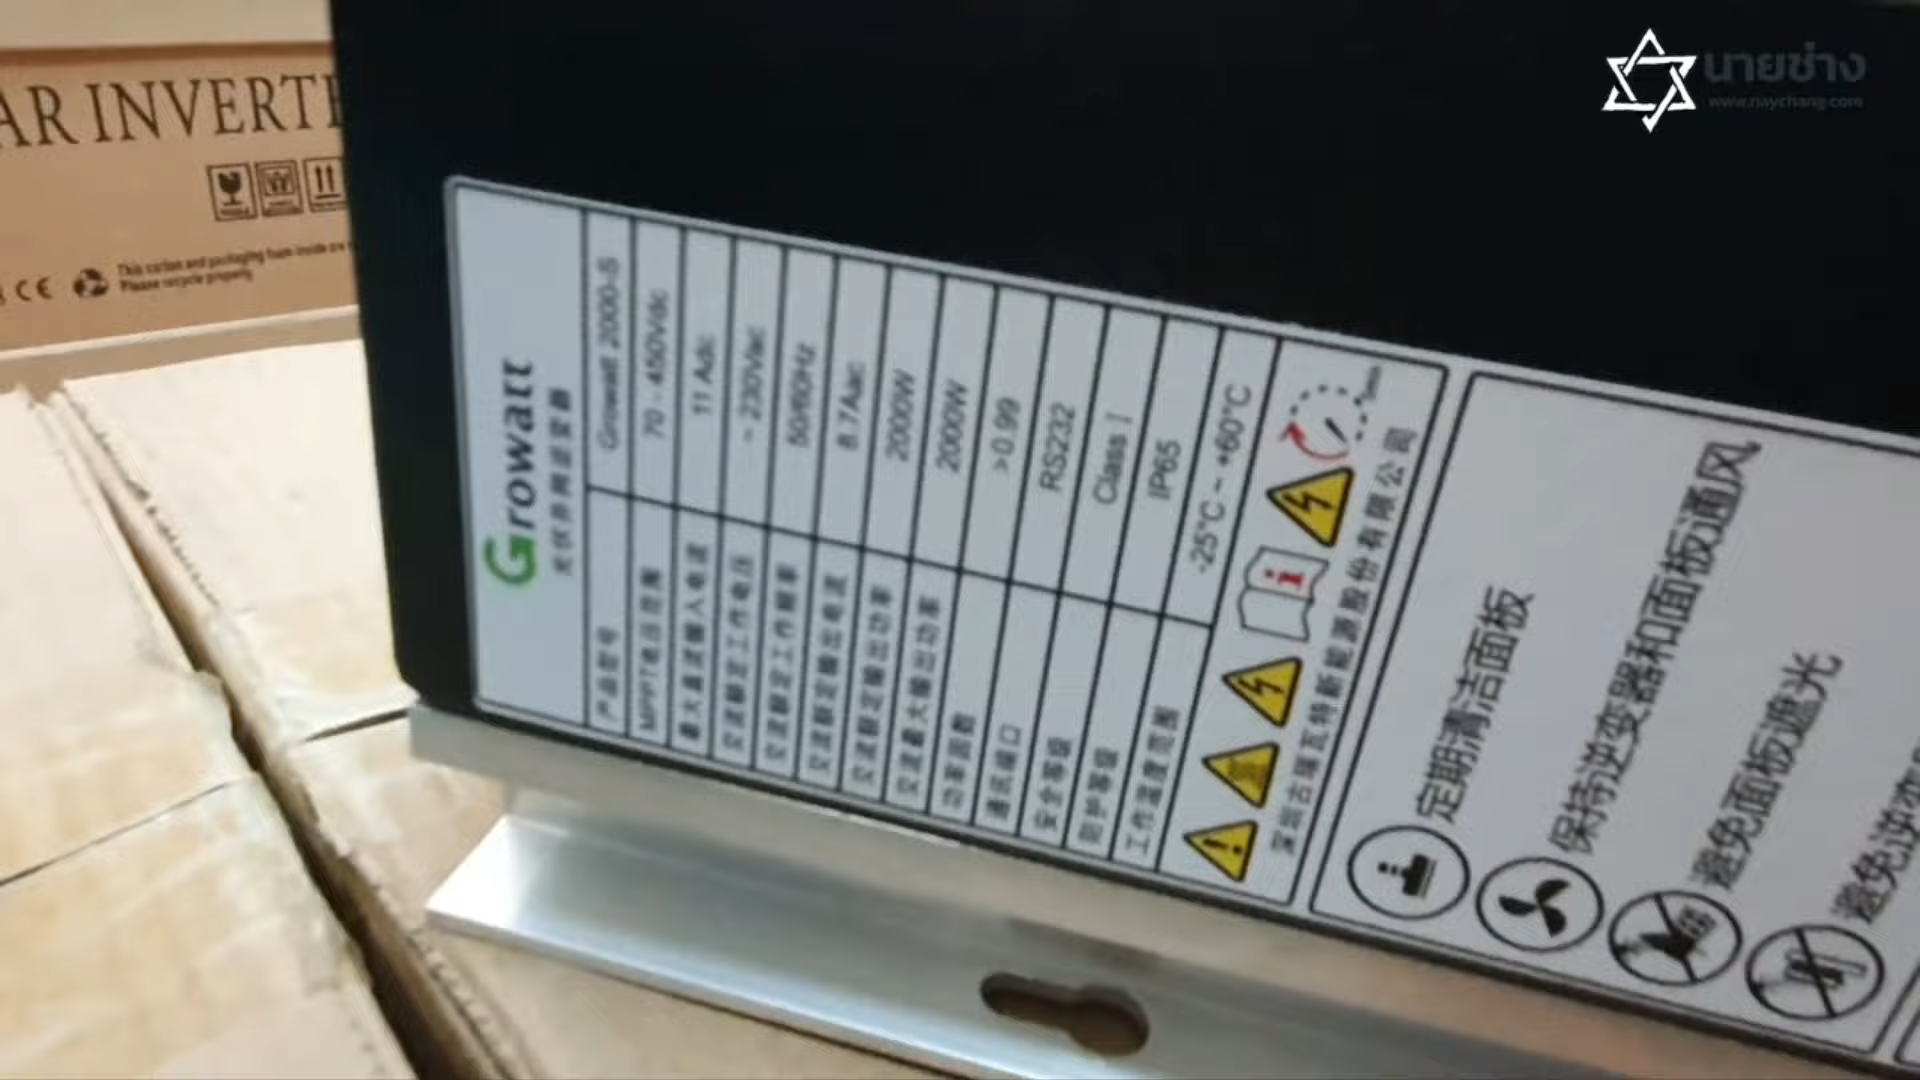 AR INVERTE
CE
This carton and packaging foam inside are
Please recycle properly.
นายช่าง
www.naychang.com
Growatt
光伏并网逆变器
产品型号 Growatt 2000-S
MPPT电压范围 70 - 450Vdc
最大直流输入电流 11 Adc
交流额定工作电压 ~ 230Vac
交流额定工作频率 50/60Hz
交流额定输出电流 8.7Aac
交流额定输出功率 2000W
交流最大输出功率 2000W
功率因数 >0.99
通讯端口 RS232
安全等级 Class I
防护等级 IP65
工作温度范围 -25°C ~ +60°C
5min
深圳古瑞瓦特新能源股份有限公司
定期清洁面板
保持逆变器和面板通风
避免面板遮光
避免逆变